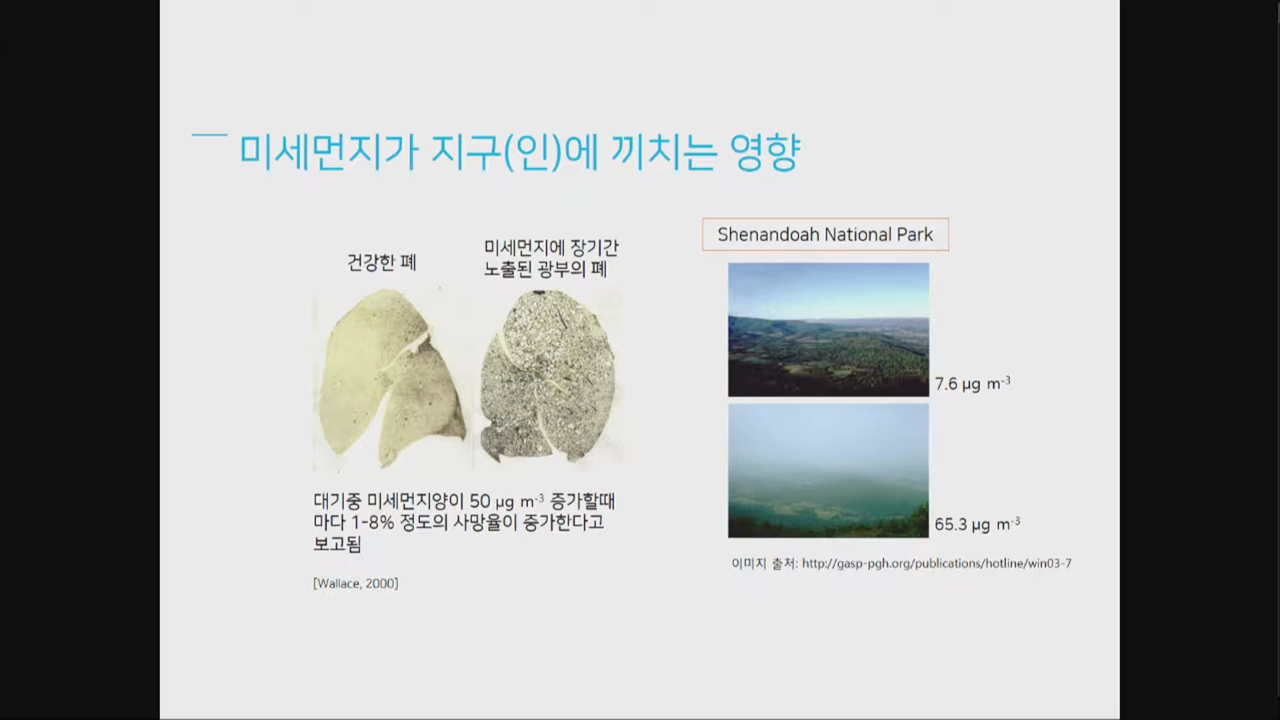 미세먼지가 지구(인)에 끼치는 영향
건강한 폐
미세먼지에 장기간
노출된 광부의 폐
대기중 미세먼지양이 50 µg m⁻³ 증가할때
마다 1-8% 정도의 사망율이 증가한다고
보고됨
[Wallace, 2000]
Shenandoah National Park
7.6 µg m⁻³
65.3 µg m⁻³
이미지 출처: http://gasp-pgh.org/publications/hotline/win03-7